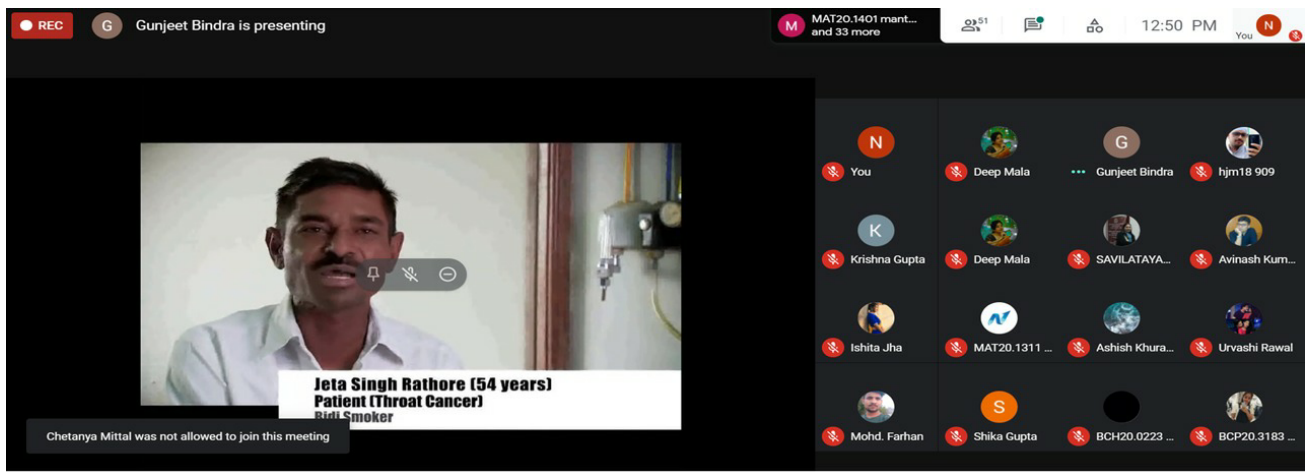 REC
G
Gunjeet Bindra is presenting
M
MAT20.1401 mant...
and 33 more
51
12:50 PM
You
N
Jeta Singh Rathore (54 years)
Patient (Throat Cancer)
Bidi Smoker
Chetanya Mittal was not allowed to join this meeting
N
G
You
Deep Mala
Gunjeet Bindra
hjm18 909
K
Krishna Gupta
Deep Mala
SAVILATAYA...
Avinash Kum...
Ishita Jha
MAT20.1311 ...
Ashish Khura...
Urvashi Rawal
S
Mohd. Farhan
Shika Gupta
BCH20.0223 ...
BCP20.3183 ...